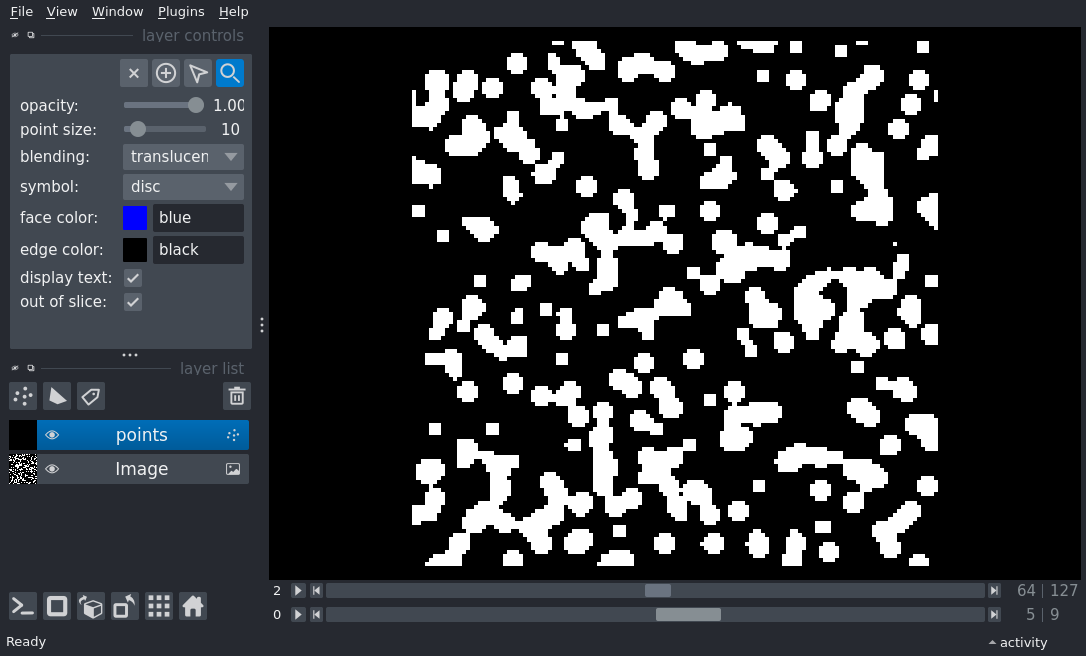 File View Window Plugins Help
layer controls
opacity: 1.00
point size: 10
blending: translucen
symbol: disc
face color: blue
edge color: black
display text:
out of slice:
layer list
points
Image
2 64 127
0 5 9
Ready activity